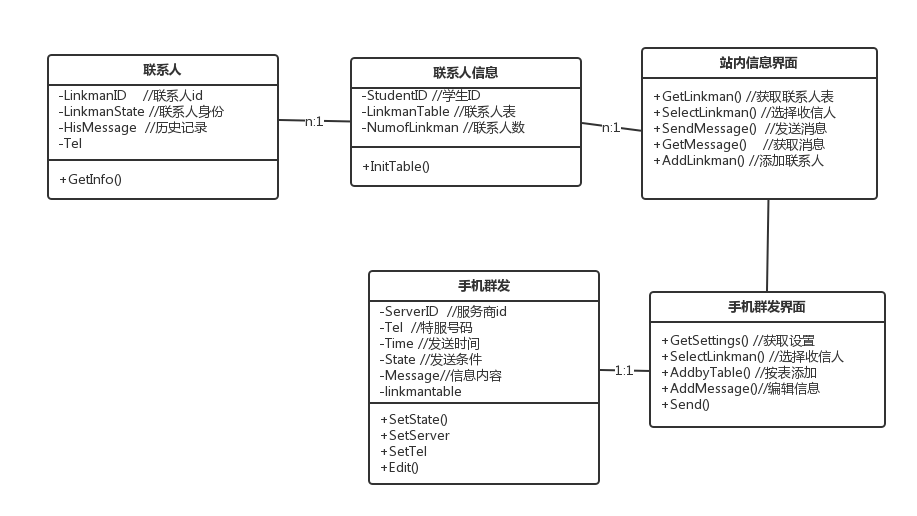 联系人
-LinkmanID //联系人id
-LinkmanState //联系人身份
-HisMessage //历史记录
-Tel
+GetInfo()
n:1
联系人信息
-StudentID //学生ID
-LinkmanTable //联系人表
-NumofLinkman //联系人数
+InitTable()
n:1
站内信息界面
+GetLinkman() //获取联系人表
+SelectLinkman() //选择收信人
+SendMessage() //发送消息
+GetMessage() //获取消息
+AddLinkman() //添加联系人
手机群发
-ServerID //服务商id
-Tel //特服号码
-Time //发送时间
-State //发送条件
-Message//信息内容
-linkmantable
+SetState()
+SetServer
+SetTel
+Edit()
1:1
手机群发界面
+GetSettings() //获取设置
+SelectLinkman() //选择收信人
+AddbyTable() //按表添加
+AddMessage()//编辑信息
+Send()